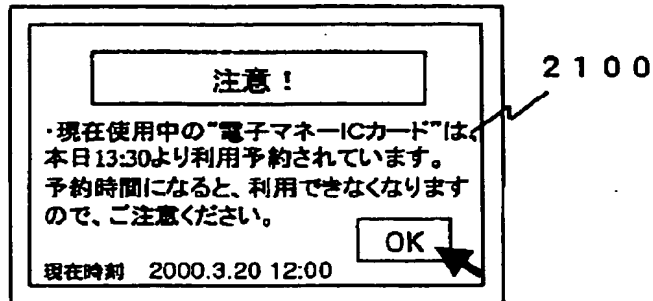 注意！
2100
・現在使用中の"電子マネーICカード"は、
本日13:30より利用予約されています。
予約時間になると、利用できなくなります
ので、ご注意ください。
OK
現在時刻 2000.3.20 12:00